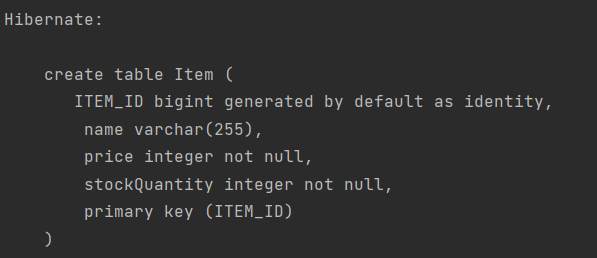 Hibernate:
create table Item (
ITEM_ID bigint generated by default as identity,
name varchar(255),
price integer not null,
stockQuantity integer not null,
primary key (ITEM_ID)
)